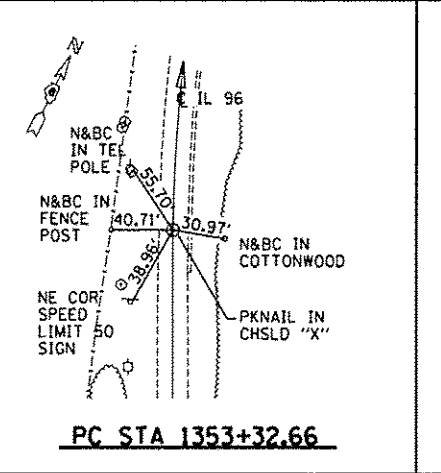 N
℄ IL 96
N&BC
IN TEL
POLE
55.70'
N&BC IN
FENCE
POST
40.71'
30.97'
N&BC IN
COTTONWOOD
38.96'
NE COR
SPEED
LIMIT 50
SIGN
PKNAIL IN
CHSLD "X"
PC STA 1353+32.66